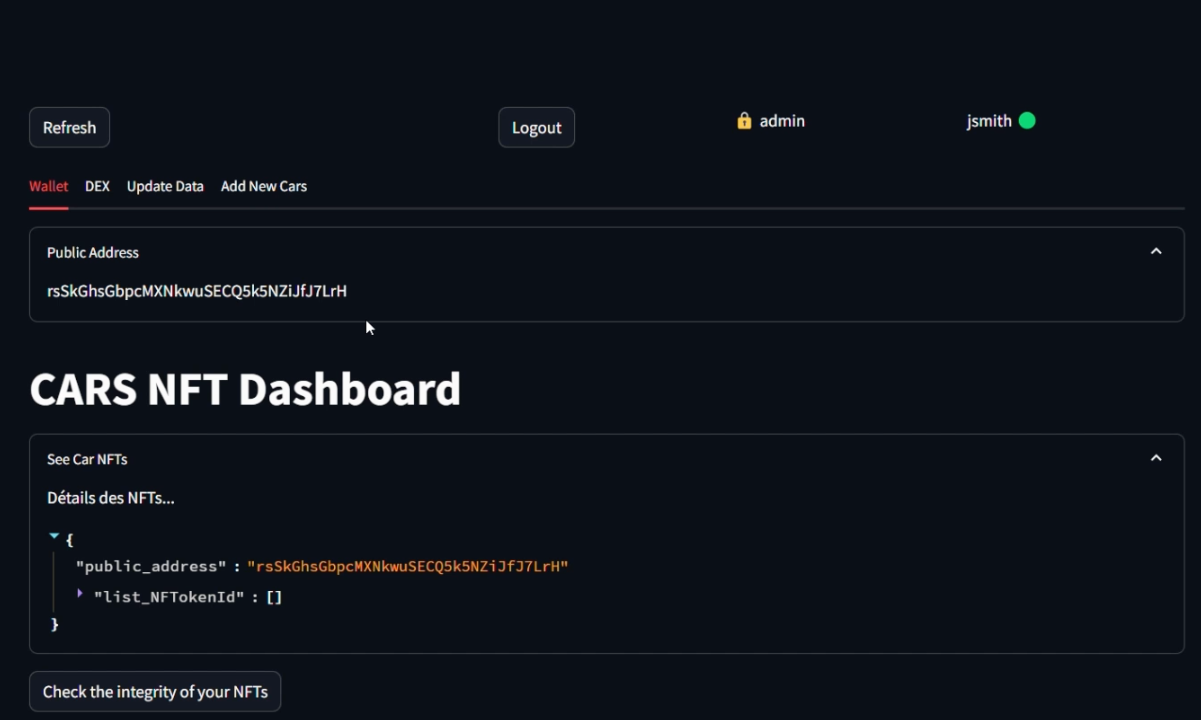 Refresh
Logout
admin
jsmith
Wallet DEX Update Data Add New Cars
Public Address
rsSkGhsGbpcMXNkwuSECQ5k5NZiJfJ7LrH
CARS NFT Dashboard
See Car NFTs
Détails des NFTs...
{
"public_address" : "rsSkGhsGbpcMXNkwuSECQ5k5NZiJfJ7LrH"
"list_NFTokenId" : []
}
Check the integrity of your NFTs